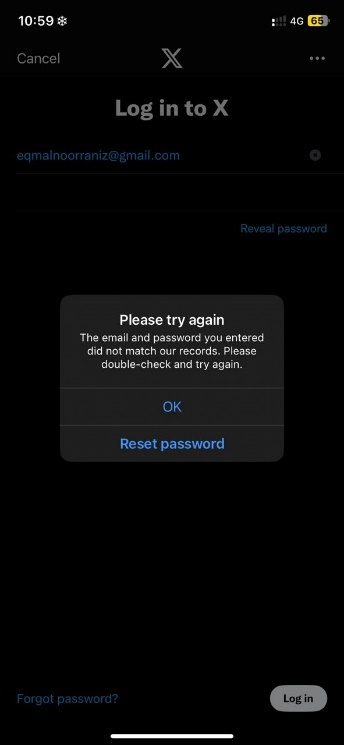 10:59 4G 65
Cancel
Log in to X
eqmalnoorraniz@gmail.com
Reveal password
Please try again
The email and password you entered
did not match our records. Please
double-check and try again.
OK
Reset password
Forgot password? Log in